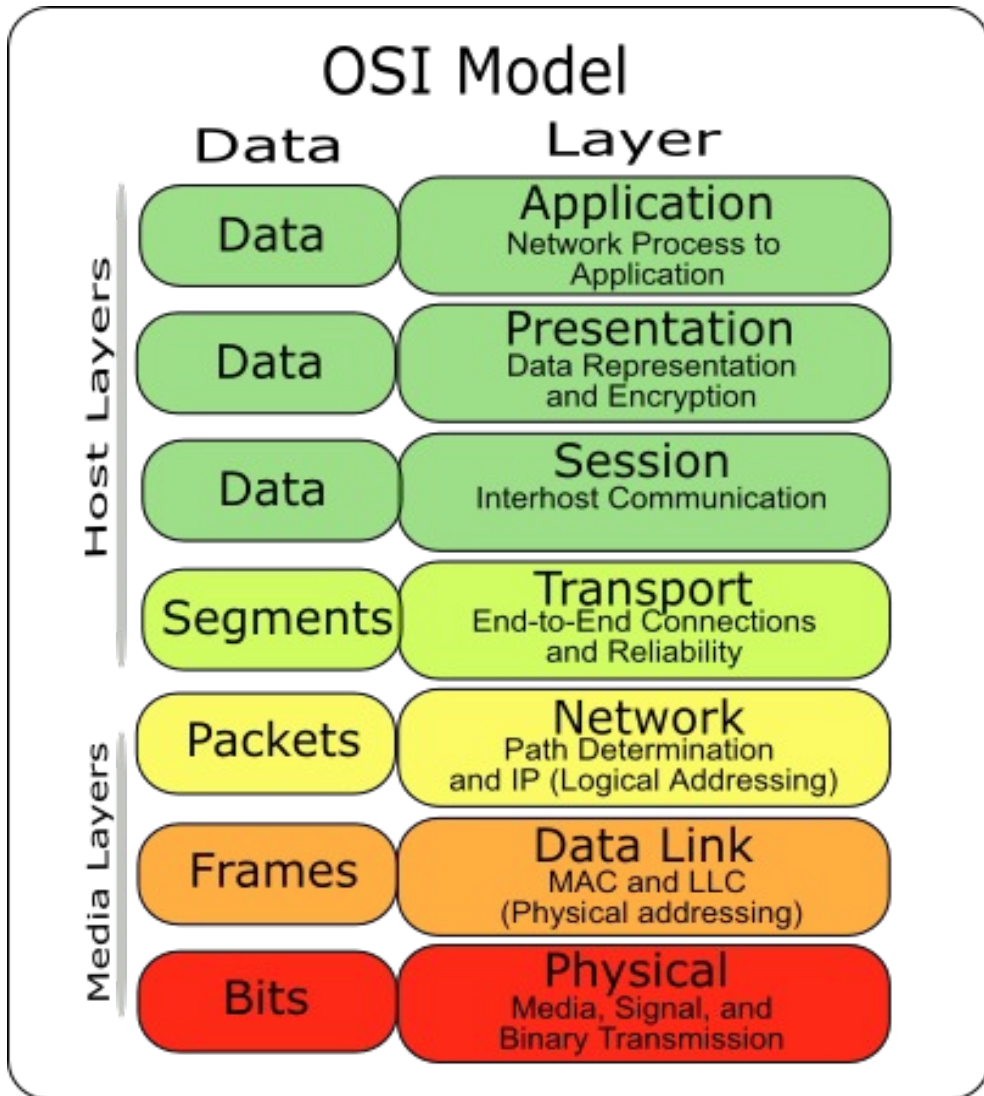 OSI Model
Data
Layer
Host Layers
Data
Application
Network Process to
Application
Data
Presentation
Data Representation
and Encryption
Data
Session
Interhost Communication
Segments
Transport
End-to-End Connections
and Reliability
Media Layers
Packets
Network
Path Determination
and IP (Logical Addressing)
Frames
Data Link
MAC and LLC
(Physical addressing)
Bits
Physical
Media, Signal, and
Binary Transmission